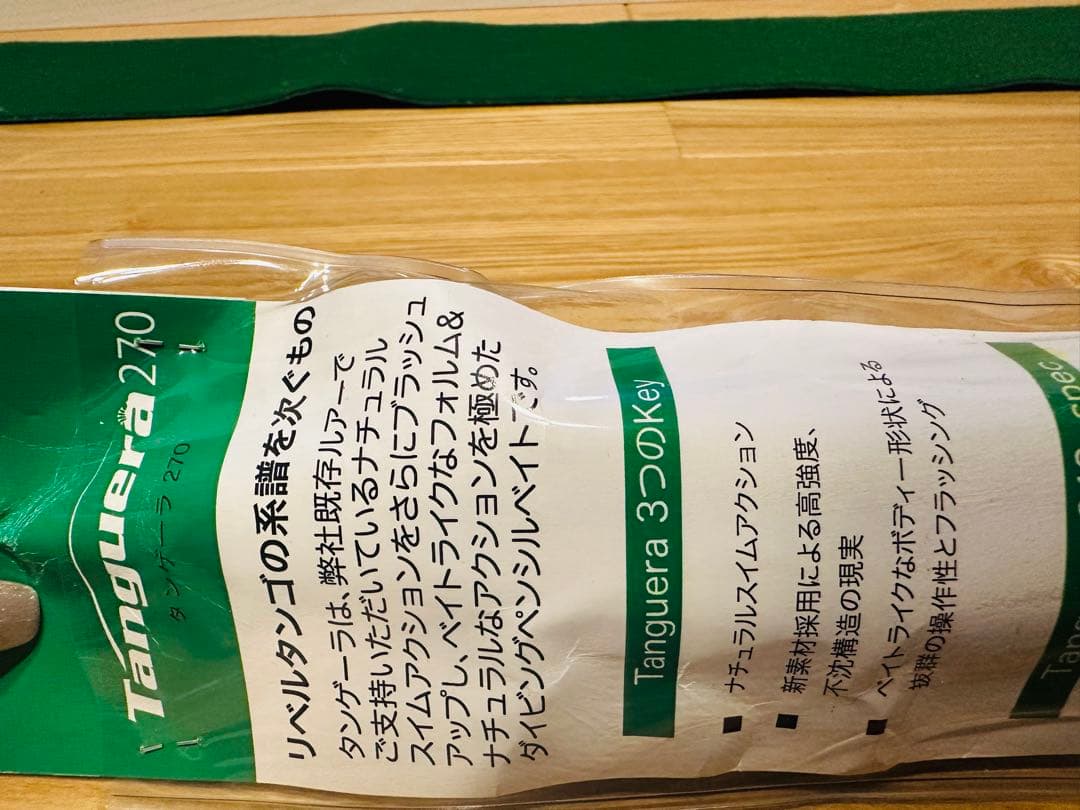 Tanguera 270
タンゲーラ 270
リベルタンゴの系譜を次ぐもの
タンゲーラは、弊社既存ルアーで
ご支持いただいているナチュラル
スイムアクションをさらにブラッシュ
アップし、ベイトライクなフォルム&
ナチュラルなアクションを極めた
ダイビングペンシルベイトです。
Tanguera 3つのKey
■ ナチュラルスイムアクション
■ 新素材採用による高強度、
不沈構造の現実
■ ベイトライクなボディー形状による
抜群の操作性とフラッシング